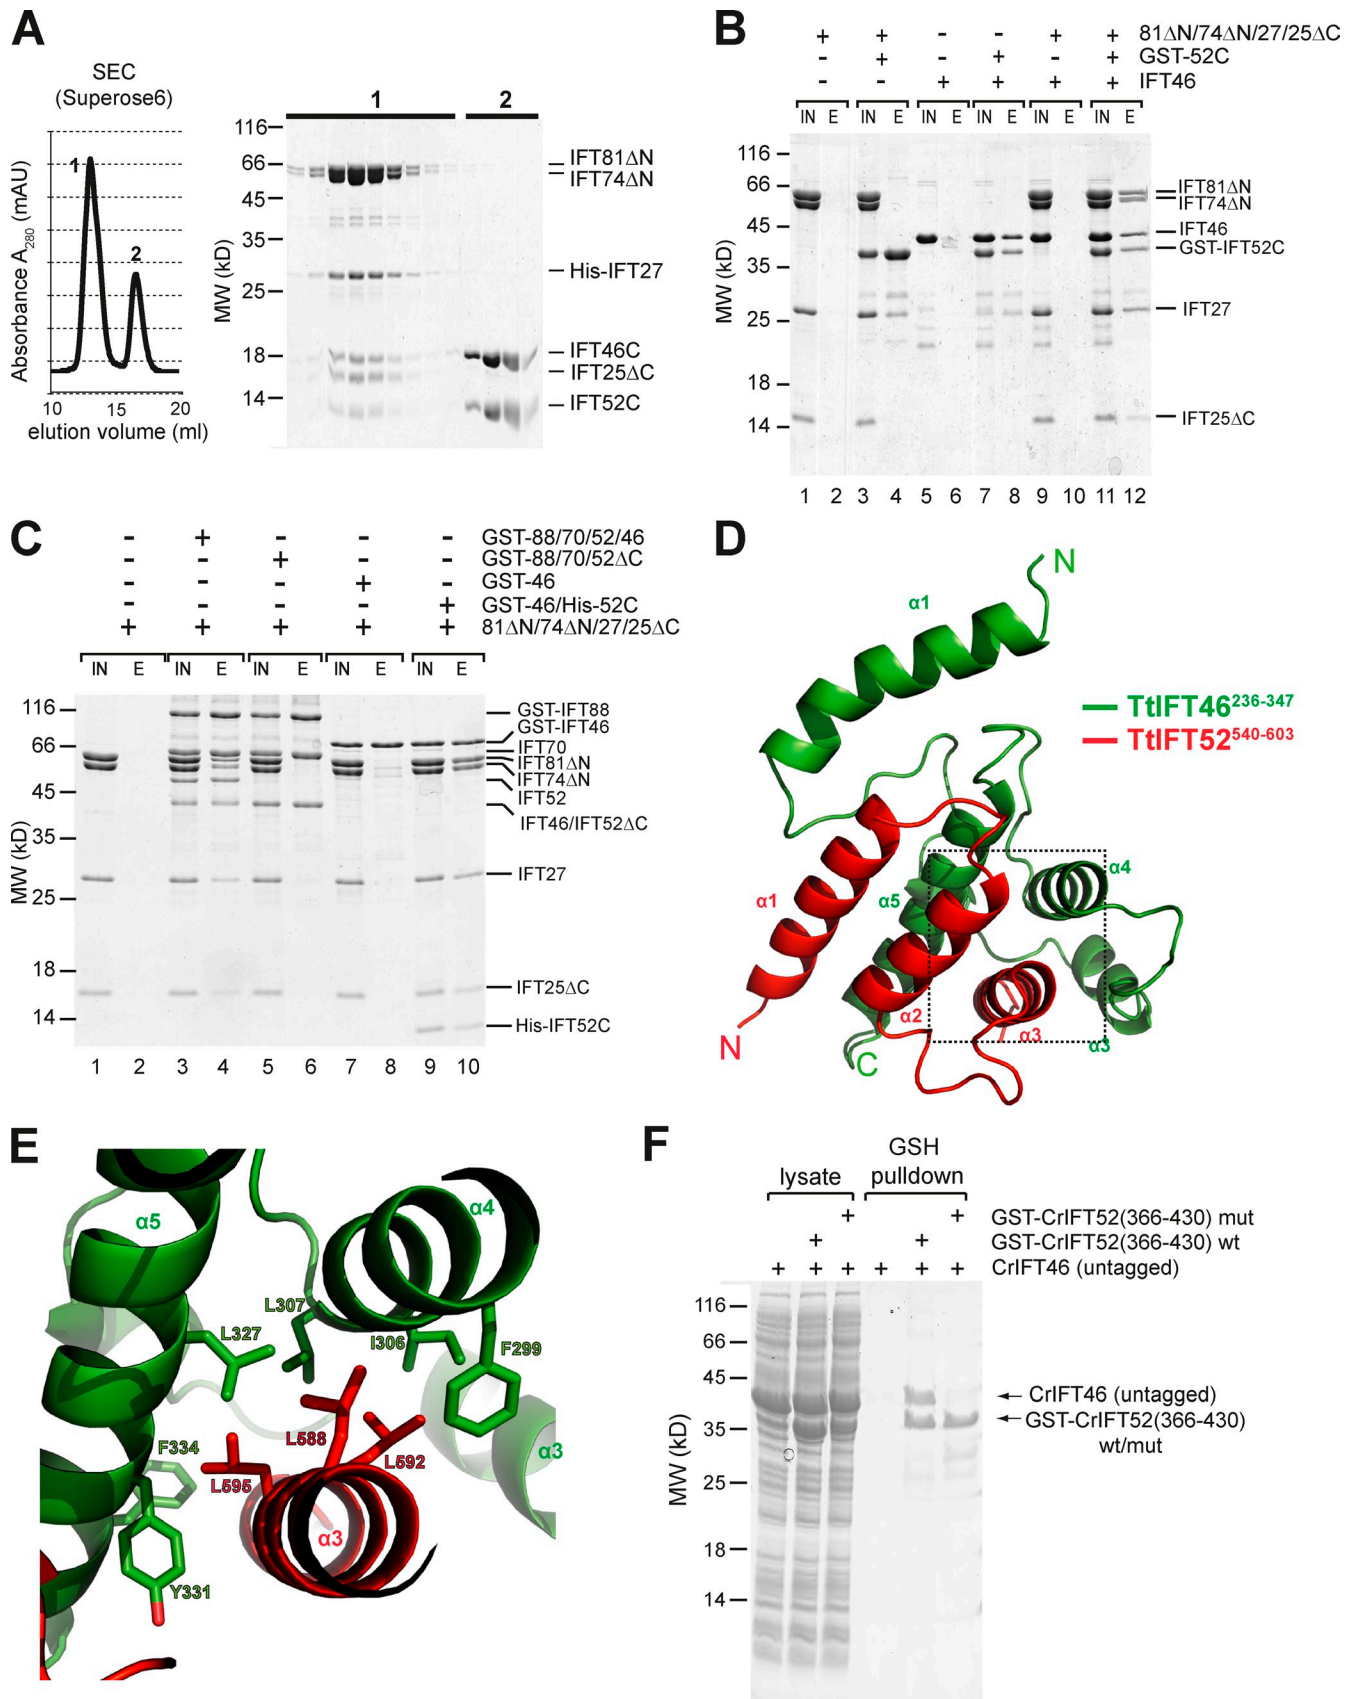 A
SEC
(Superose6)
Absorbance A280 (mAU)
1
2
10 15 20
elution volume (ml)
1 2
MW (kD)
116
66
45
35
25
18
14
IFT81ΔN
IFT74ΔN
His-IFT27
IFT46C
IFT25ΔC
IFT52C
B
+ + - - + + 81ΔN/74ΔN/27/25ΔC
- + - + - + GST-52C
- - + + + + IFT46
IN E IN E IN E IN E IN E IN E
MW (kD)
116
66
45
35
25
18
14
IFT81ΔN
IFT74ΔN
IFT46
GST-IFT52C
IFT27
IFT25ΔC
1 2 3 4 5 6 7 8 9 10 11 12
C
- + - - - GST-88/70/52/46
- - + - - GST-88/70/52ΔC
- - - + - GST-46
- - - - + GST-46/His-52C
+ + + + + 81ΔN/74ΔN/27/25ΔC
IN E IN E IN E IN E IN E
MW (kD)
116
66
45
35
25
18
14
GST-IFT88
GST-IFT46
IFT70
IFT81ΔN
IFT74ΔN
IFT52
IFT46/IFT52ΔC
IFT27
IFT25ΔC
His-IFT52C
1 2 3 4 5 6 7 8 9 10
D
N
α1
TtIFT46236-347
TtIFT52540-603
α4
α1
α5
α2
α3
α3
N
C
E
α5
α4
L307
L327
I306
F299
L588
L592
F334
L595
α3
α3
Y331
F
GSH
lysate pulldown
+ + GST-CrIFT52(366-430) mut
+ + GST-CrIFT52(366-430) wt
+ + + + + + CrIFT46 (untagged)
MW (kD)
116
66
45
35
25
18
14
CrIFT46 (untagged)
GST-CrIFT52(366-430)
wt/mut